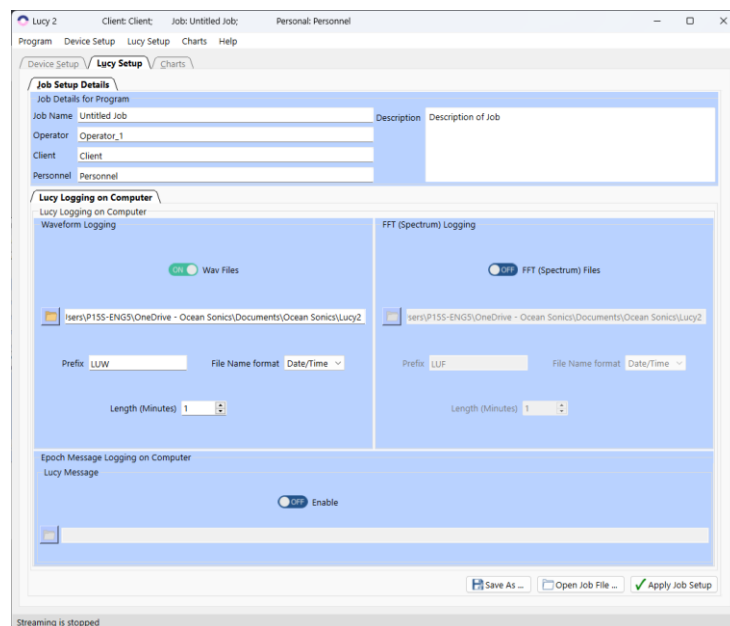 Lucy 2 Client: Client; Job: Untitled Job; Personal: Personnel
Program Device Setup Lucy Setup Charts Help
Device Setup Lucy Setup Charts
Job Setup Details
Job Details for Program
Job Name Untitled Job Description Description of Job
Operator Operator_1
Client Client
Personnel Personnel
Lucy Logging on Computer
Lucy Logging on Computer
Waveform Logging FFT (Spectrum) Logging
ON Wav Files OFF FFT (Spectrum) Files
Isers\P15S-ENG5\OneDrive - Ocean Sonics\Documents\Ocean Sonics\Lucy2 sers\P15S-ENG5\OneDrive - Ocean Sonics\Documents\Ocean Sonics\Lucy2
Prefix LUW File Name format Date/Time Prefix LUF File Name format Date/Time
Length (Minutes) 1 Length (Minutes) 1
Epoch Message Logging on Computer
Lucy Message
OFF Enable
Save As ... Open Job File ... Apply Job Setup
Streaming is stopped